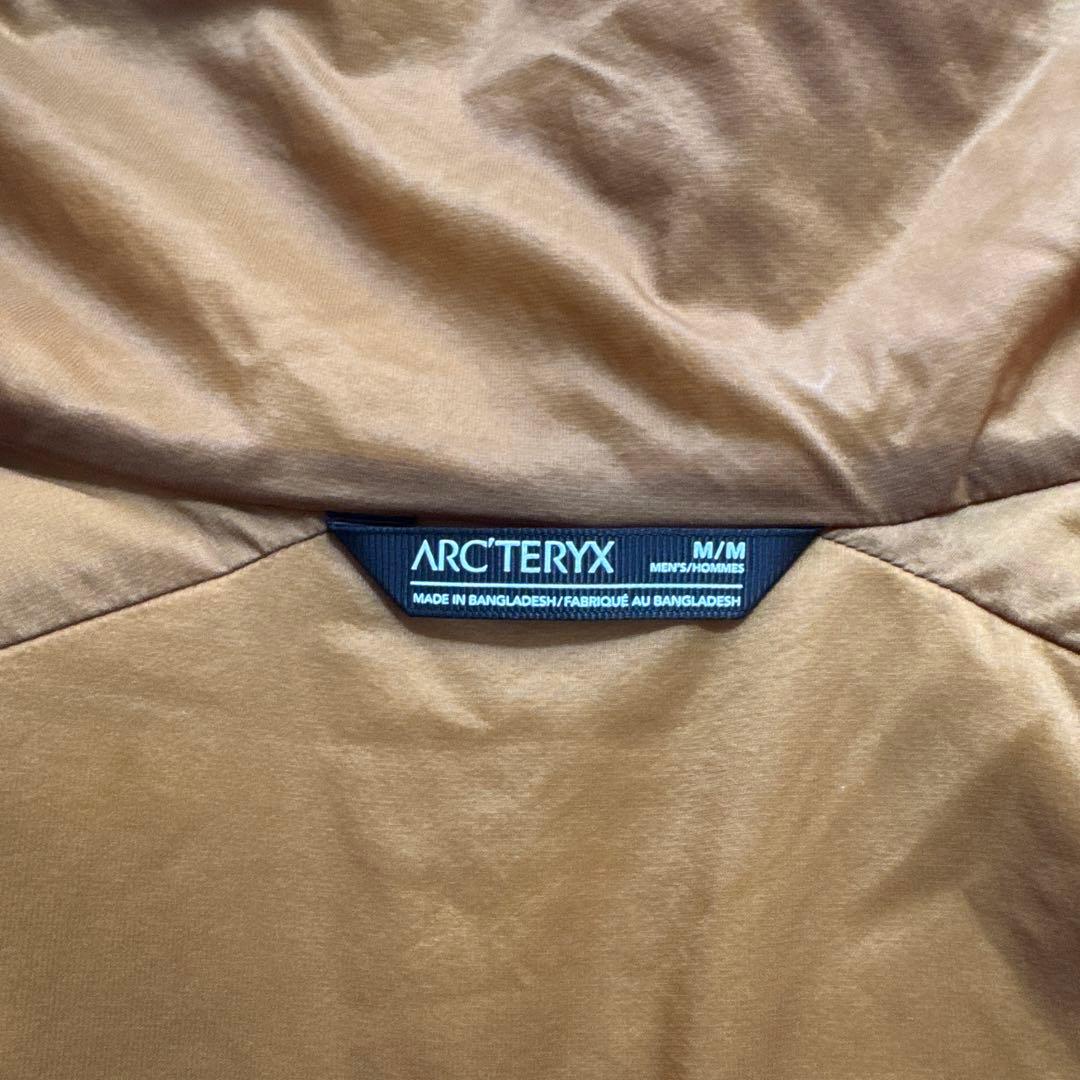 ARC'TERYX M/M
MEN'S/HOMMES
MADE IN BANGLADESH/FABRIQUÉ AU BANGLADESH